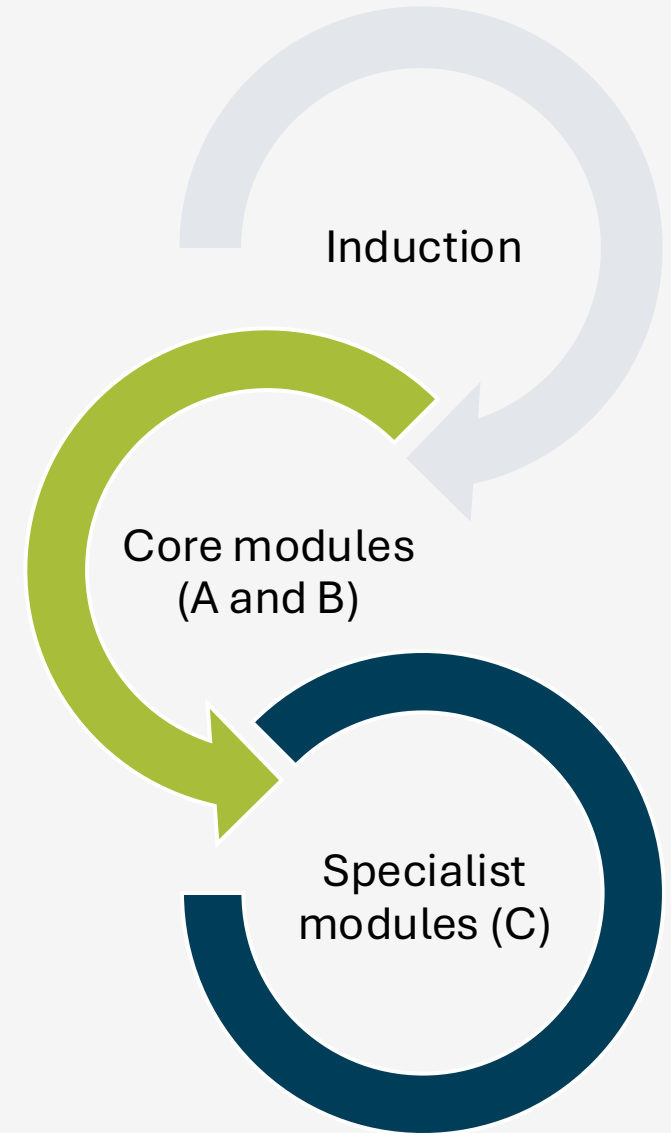 Induction
Core modules
(A and B)
Specialist
modules (C)